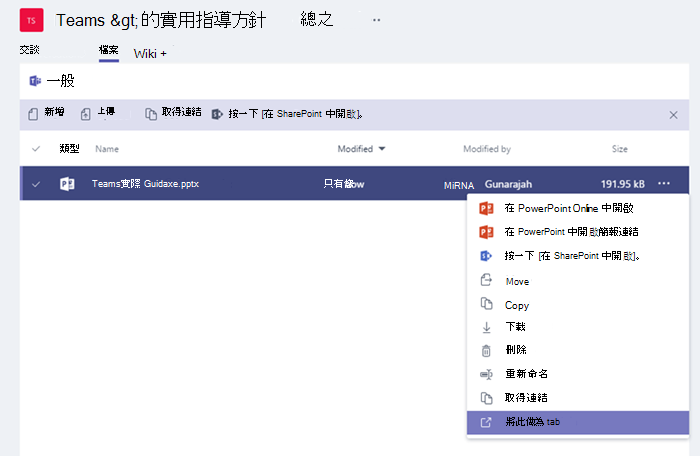 TS Teams &gt;的實用指導方針 總之 ··
交談 檔案 Wiki +
一般
新增 上傳 取得連結 按一下 [在 SharePoint 中開啟]。
類型 Name Modified Modified by Size
Teams實際 Guidaxe.pptx 只有鐌ow MiRNA Gunarajah 191.95 kB ···
在 PowerPoint Online 中開啟
在 PowerPoint 中開啟簡報連結
按一下 [在 SharePoint 中開啟]。
Move
Copy
下載
刪除
重新命名
取得連結
將此做為 tab